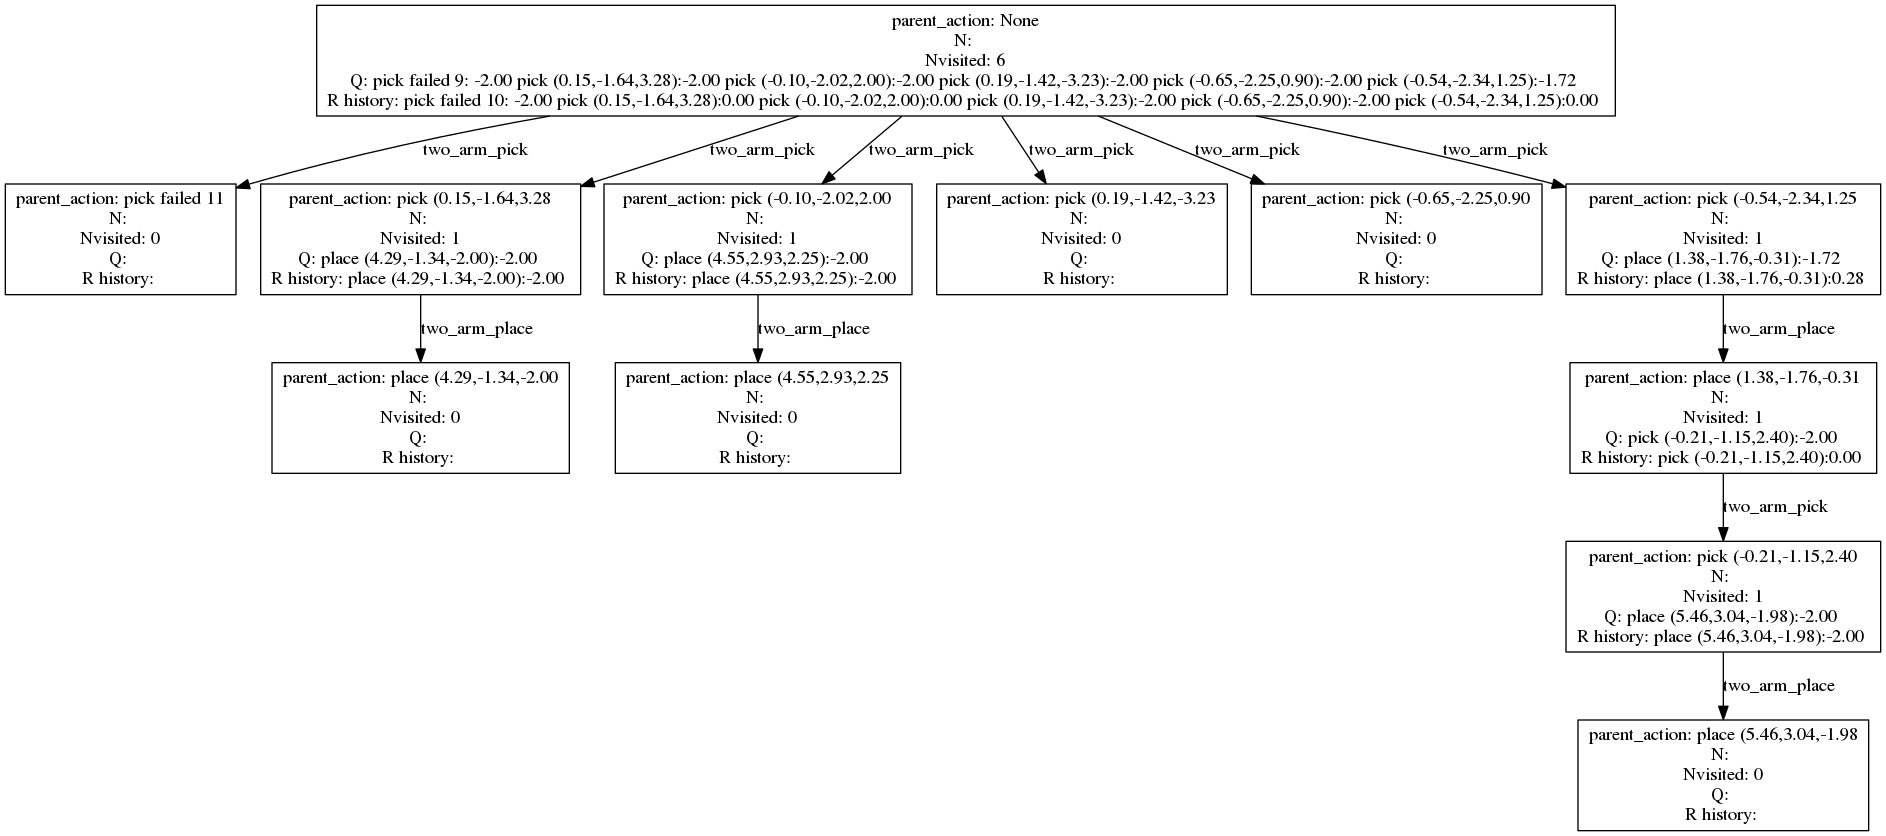 parent_action: None
N:
Nvisited: 6
Q: pick failed 9: -2.00 pick (0.15,-1.64,3.28):-2.00 pick (-0.10,-2.02,2.00):-2.00 pick (0.19,-1.42,-3.23):-2.00 pick (-0.65,-2.25,0.90):-2.00 pick (-0.54,-2.34,1.25):-1.72
R history: pick failed 10: -2.00 pick (0.15,-1.64,3.28):0.00 pick (-0.10,-2.02,2.00):0.00 pick (0.19,-1.42,-3.23):-2.00 pick (-0.65,-2.25,0.90):-2.00 pick (-0.54,-2.34,1.25):0.00
two_arm_pick
two_arm_pick
two_arm_pick
two_arm_pick
two_arm_pick
two_arm_pick
parent_action: pick failed 11
N:
Nvisited: 0
Q:
R history:
parent_action: pick (0.15,-1.64,3.28
N:
Nvisited: 1
Q: place (4.29,-1.34,-2.00):-2.00
R history: place (4.29,-1.34,-2.00):-2.00
parent_action: pick (-0.10,-2.02,2.00
N:
Nvisited: 1
Q: place (4.55,2.93,2.25):-2.00
R history: place (4.55,2.93,2.25):-2.00
parent_action: pick (0.19,-1.42,-3.23
N:
Nvisited: 0
Q:
R history:
parent_action: pick (-0.65,-2.25,0.90
N:
Nvisited: 0
Q:
R history:
parent_action: pick (-0.54,-2.34,1.25
N:
Nvisited: 1
Q: place (1.38,-1.76,-0.31):-1.72
R history: place (1.38,-1.76,-0.31):0.28
two_arm_place
two_arm_place
two_arm_place
parent_action: place (4.29,-1.34,-2.00
N:
Nvisited: 0
Q:
R history:
parent_action: place (4.55,2.93,2.25
N:
Nvisited: 0
Q:
R history:
parent_action: place (1.38,-1.76,-0.31
N:
Nvisited: 1
Q: pick (-0.21,-1.15,2.40):-2.00
R history: pick (-0.21,-1.15,2.40):0.00
two_arm_pick
parent_action: pick (-0.21,-1.15,2.40
N:
Nvisited: 1
Q: place (5.46,3.04,-1.98):-2.00
R history: place (5.46,3.04,-1.98):-2.00
two_arm_place
parent_action: place (5.46,3.04,-1.98
N:
Nvisited: 0
Q:
R history: